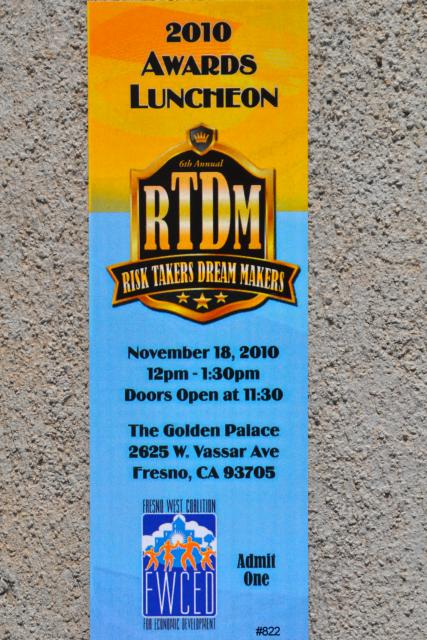 2010
AWARDS
LUNCHEON
6th Annual
RTDM
RISK TAKERS DREAM MAKERS
November 18, 2010
12pm - 1:30pm
Doors Open at 11:30
The Golden Palace
2625 W. Vassar Ave
Fresno, CA 93705
FRESNO WEST COALITION
FWCED
FOR ECONOMIC DEVELOPMENT
Admit
One
#822